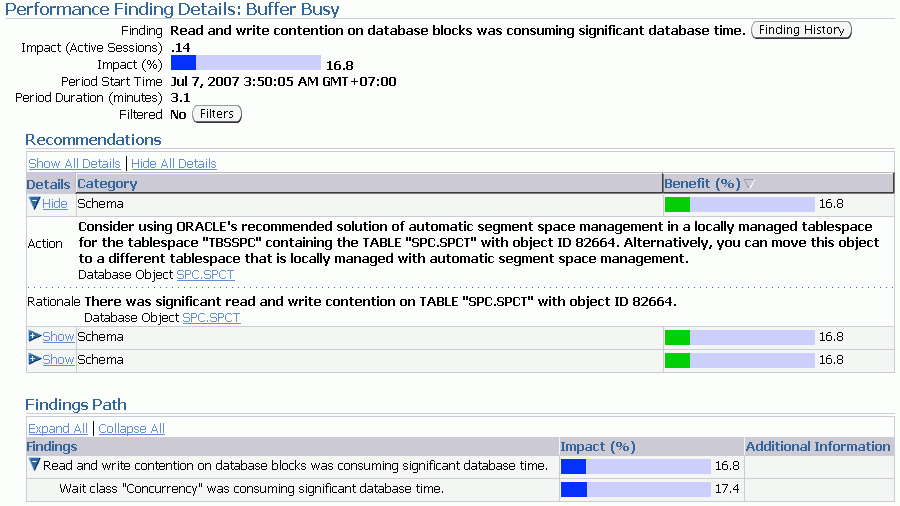 Performance Finding Details: Buffer Busy
Finding Read and write contention on database blocks was consuming significant database time. Finding History
Impact (Active Sessions) .14
Impact (%) 16.8
Period Start Time Jul 7, 2007 3:50:05 AM GMT+07:00
Period Duration (minutes) 3.1
Filtered No Filters
Recommendations
Show All Details | Hide All Details
Details Category Benefit (%)
Hide Schema 16.8
Consider using ORACLE's recommended solution of automatic segment space management in a locally managed tablespace
Action for the tablespace "TBSSPC" containing the TABLE "SPC.SPCT" with object ID 82664. Alternatively, you can move this object
to a different tablespace that is locally managed with automatic segment space management.
Database Object SPC.SPCT
Rationale There was significant read and write contention on TABLE "SPC.SPCT" with object ID 82664.
Database Object SPC.SPCT
Show Schema 16.8
Show Schema 16.8
Findings Path
Expand All | Collapse All
Findings Impact (%) Additional Information
Read and write contention on database blocks was consuming significant database time. 16.8
Wait class "Concurrency" was consuming significant database time. 17.4